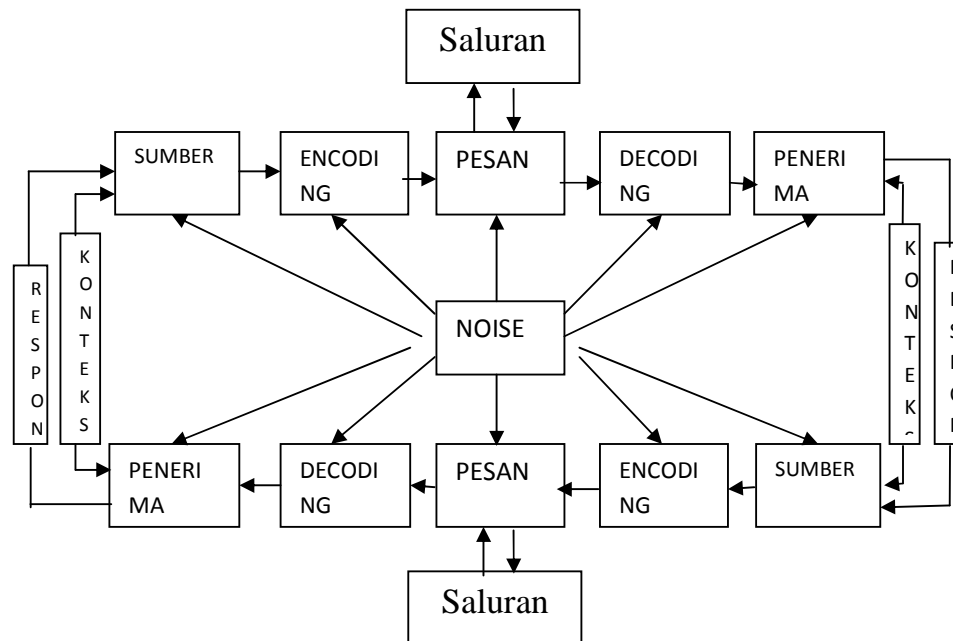 Saluran
SUMBER
ENCODI
NG
PESAN
DECODI
NG
PENERI
MA
R
E
S
P
O
N
K
O
N
T
E
K
S
NOISE
K
O
N
T
E
K
PENERI
MA
DECODI
NG
PESAN
ENCODI
NG
SUMBER
Saluran